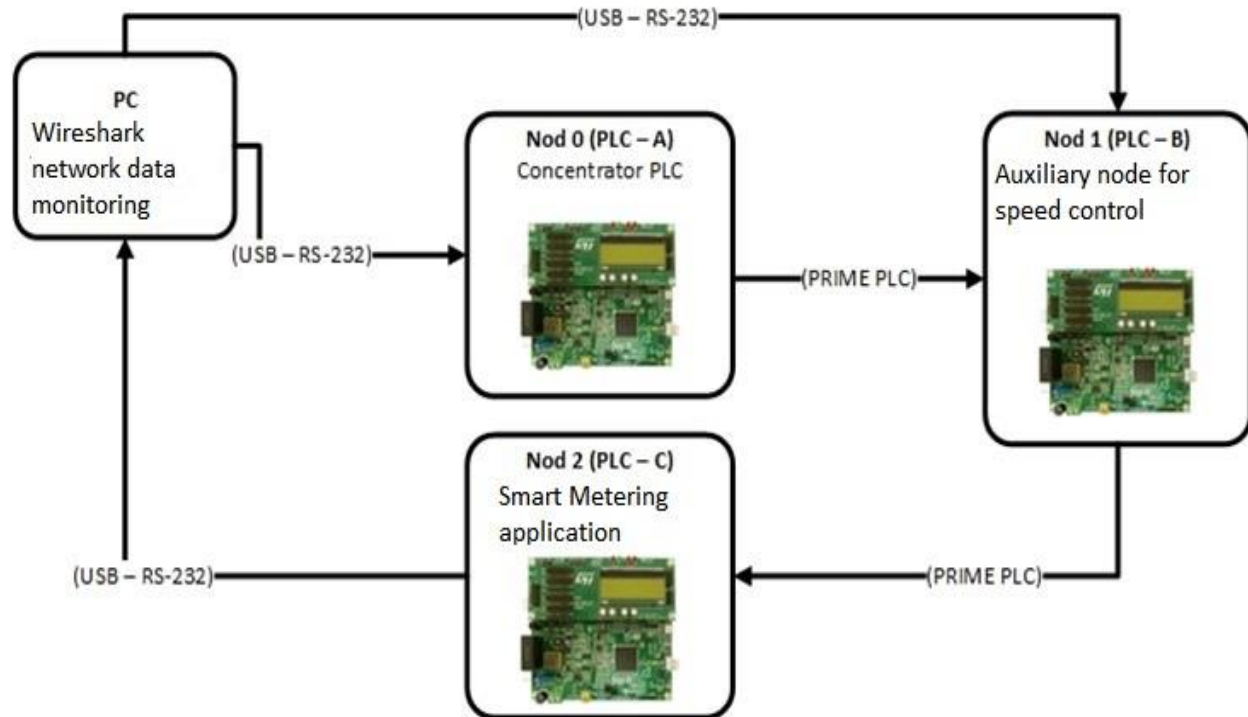 (USB – RS-232)
PC
Wireshark
network data
monitoring
(USB – RS-232)
Nod 0 (PLC – A)
Concentrator PLC
(PRIME PLC)
Nod 1 (PLC – B)
Auxiliary node for
speed control
Nod 2 (PLC – C)
Smart Metering
application
(USB – RS-232)
(PRIME PLC)